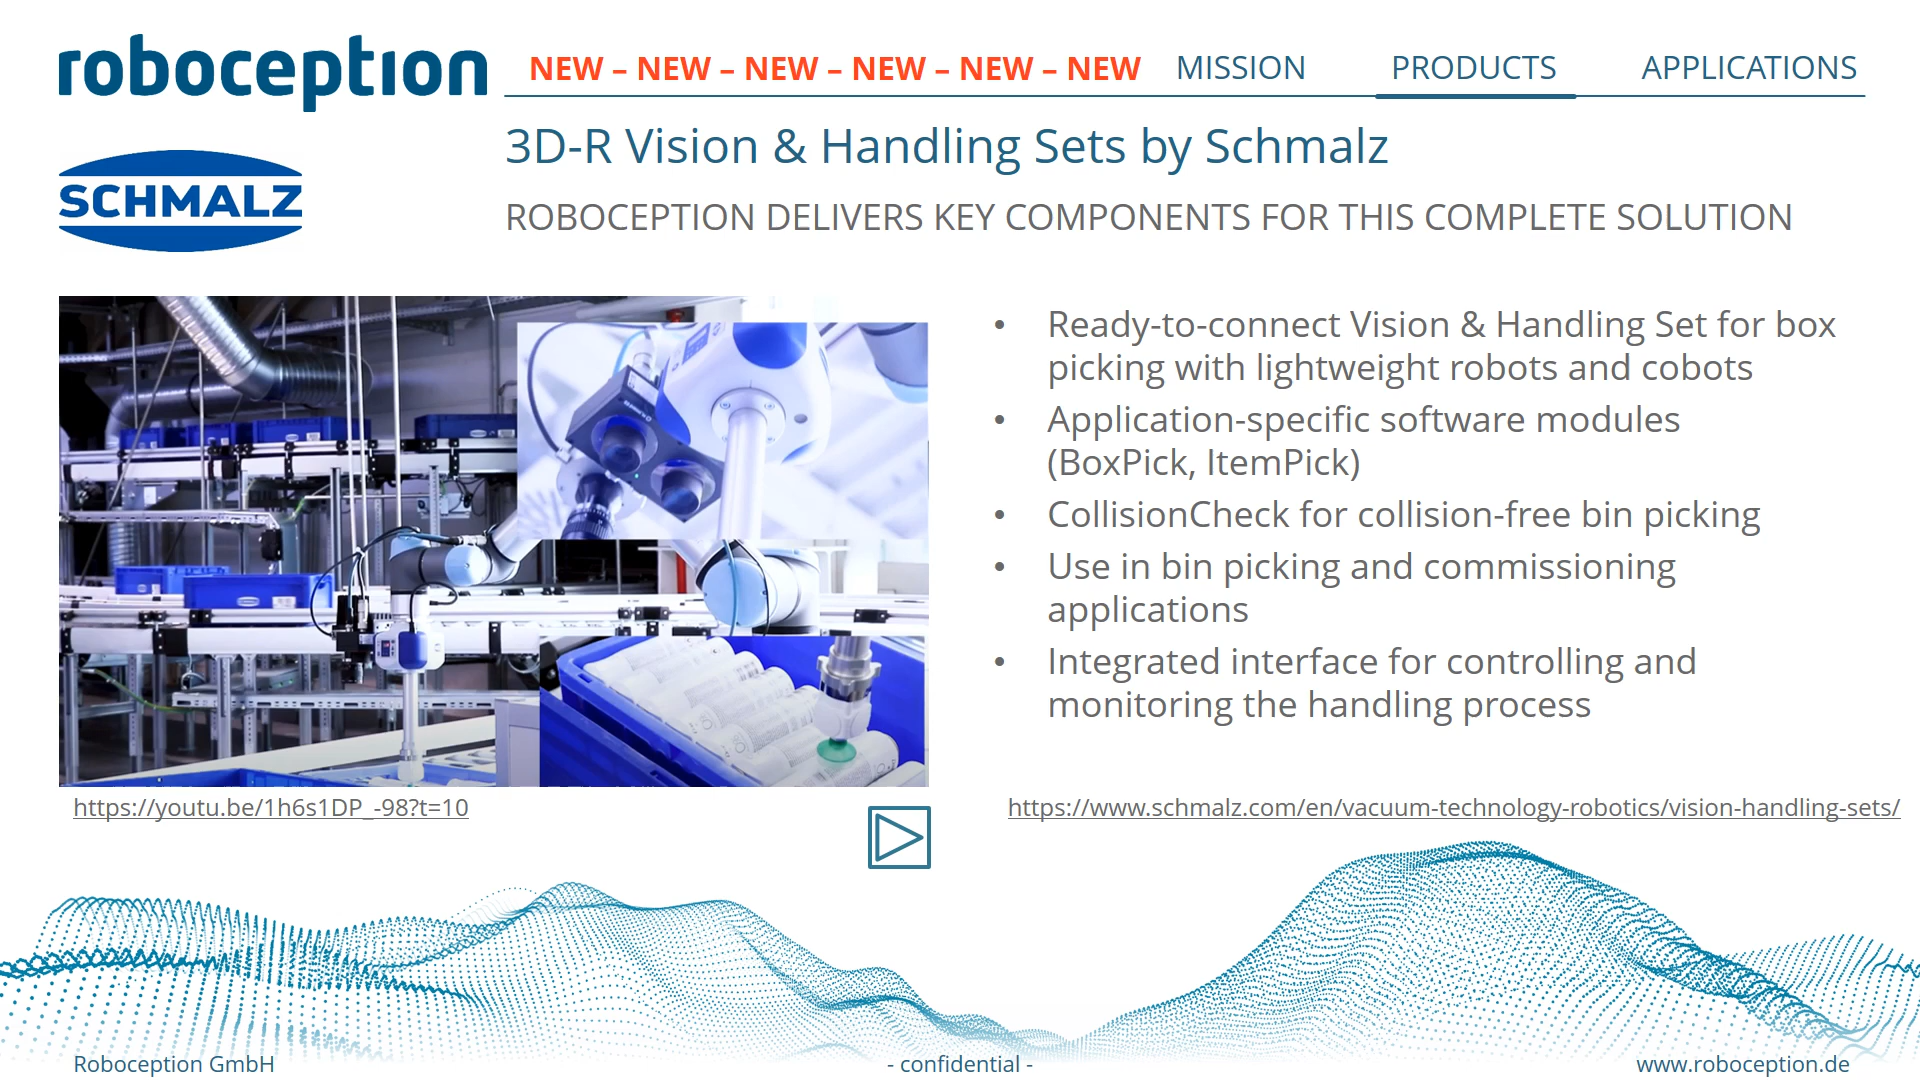 roboception
NEW – NEW – NEW – NEW – NEW – NEW
MISSION
PRODUCTS
APPLICATIONS
SCHMALZ
3D-R Vision & Handling Sets by Schmalz
ROBOCEPTION DELIVERS KEY COMPONENTS FOR THIS COMPLETE SOLUTION
• Ready-to-connect Vision & Handling Set for box
picking with lightweight robots and cobots
• Application-specific software modules
(BoxPick, ItemPick)
• CollisionCheck for collision-free bin picking
• Use in bin picking and commissioning
applications
• Integrated interface for controlling and
monitoring the handling process
https://youtu.be/1h6s1DP_-98?t=10
https://www.schmalz.com/en/vacuum-technology-robotics/vision-handling-sets/
Roboception GmbH
- confidential -
www.roboception.de